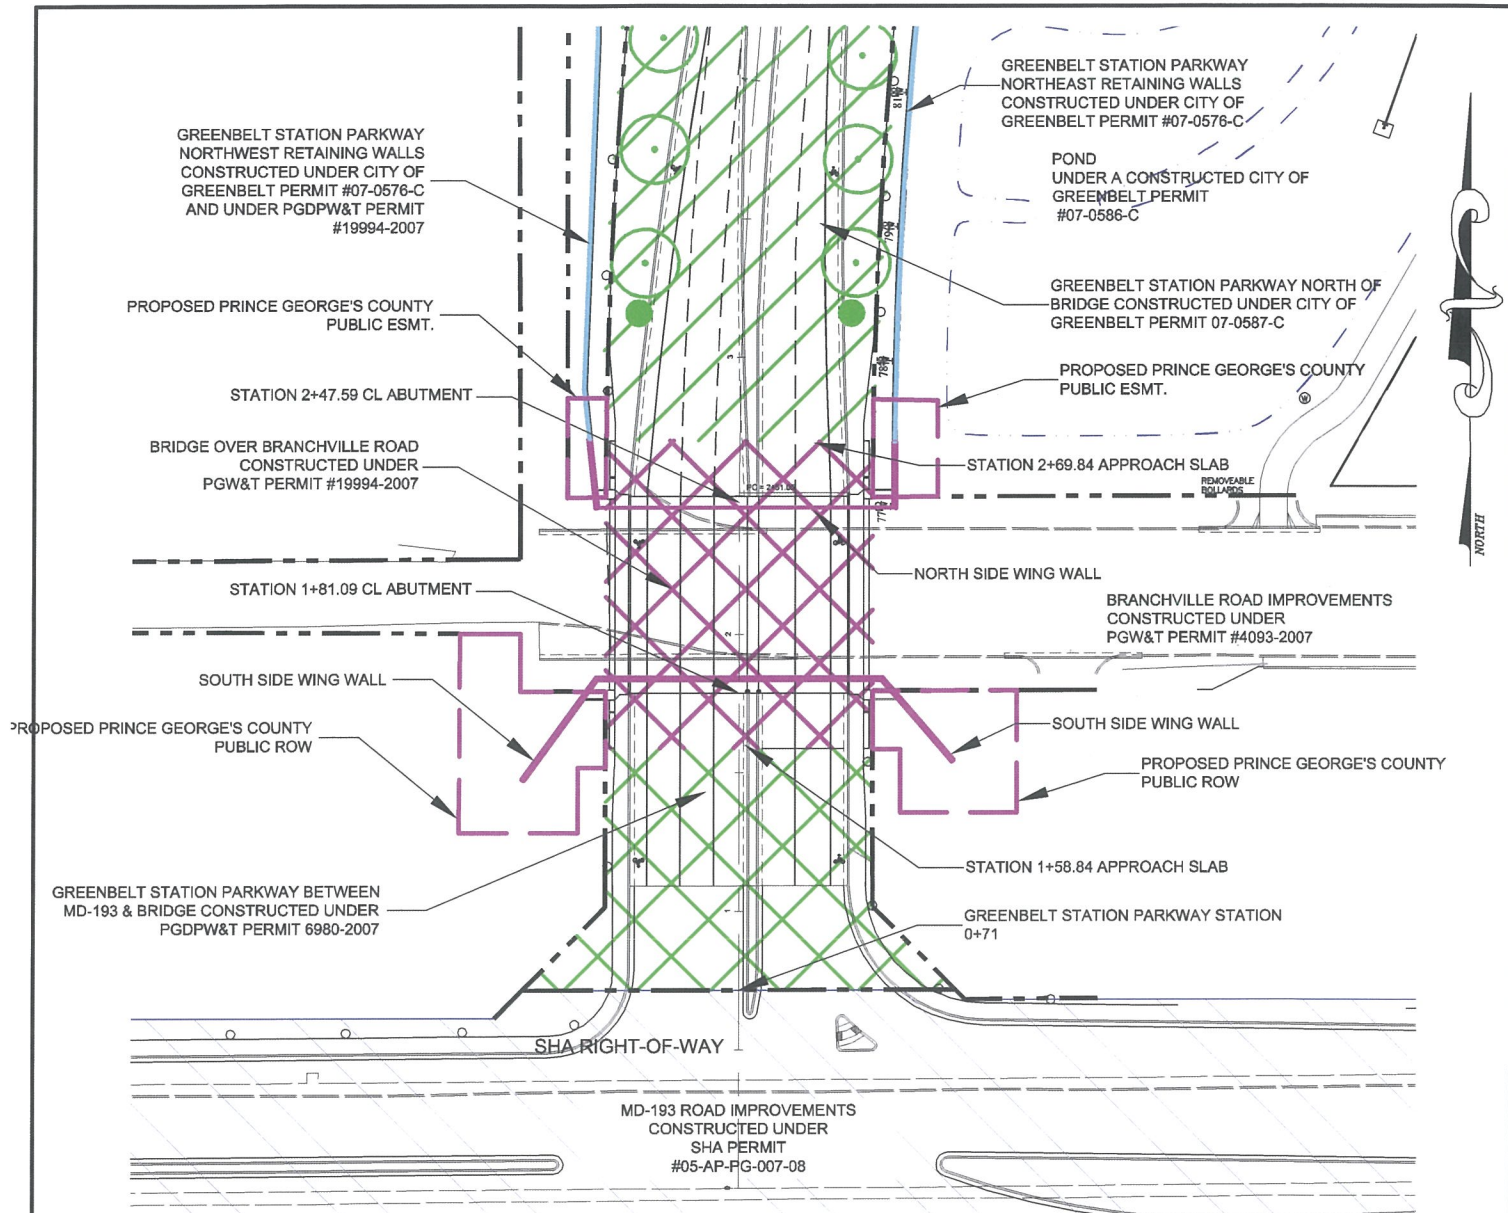 GREENBELT STATION PARKWAY
NORTHWEST RETAINING WALLS
CONSTRUCTED UNDER CITY OF
GREENBELT PERMIT #07-0576-C
AND UNDER PGDPW&T PERMIT
#19994-2007
GREENBELT STATION PARKWAY
NORTHEAST RETAINING WALLS
CONSTRUCTED UNDER CITY OF
GREENBELT PERMIT #07-0576-C
POND
UNDER A CONSTRUCTED CITY OF
GREENBELT PERMIT
#07-0586-C
GREENBELT STATION PARKWAY NORTH OF
BRIDGE CONSTRUCTED UNDER CITY OF
GREENBELT PERMIT 07-0587-C
PROPOSED PRINCE GEORGE'S COUNTY
PUBLIC ESMT.
PROPOSED PRINCE GEORGE'S COUNTY
PUBLIC ESMT.
STATION 2+47.59 CL ABUTMENT
BRIDGE OVER BRANCHVILLE ROAD
CONSTRUCTED UNDER
PGW&T PERMIT #19994-2007
STATION 2+69.84 APPROACH SLAB
REMOVEABLE
BOLLARDS
NORTH
3
2
1
NORTH SIDE WING WALL
STATION 1+81.09 CL ABUTMENT
BRANCHVILLE ROAD IMPROVEMENTS
CONSTRUCTED UNDER
PGW&T PERMIT #4093-2007
SOUTH SIDE WING WALL
SOUTH SIDE WING WALL
PROPOSED PRINCE GEORGE'S COUNTY
PUBLIC ROW
PROPOSED PRINCE GEORGE'S COUNTY
PUBLIC ROW
STATION 1+58.84 APPROACH SLAB
GREENBELT STATION PARKWAY BETWEEN
MD-193 & BRIDGE CONSTRUCTED UNDER
PGDPW&T PERMIT 6980-2007
GREENBELT STATION PARKWAY STATION
0+71
SHA RIGHT-OF-WAY
MD-193 ROAD IMPROVEMENTS
CONSTRUCTED UNDER
SHA PERMIT
#05-AP-PG-007-08